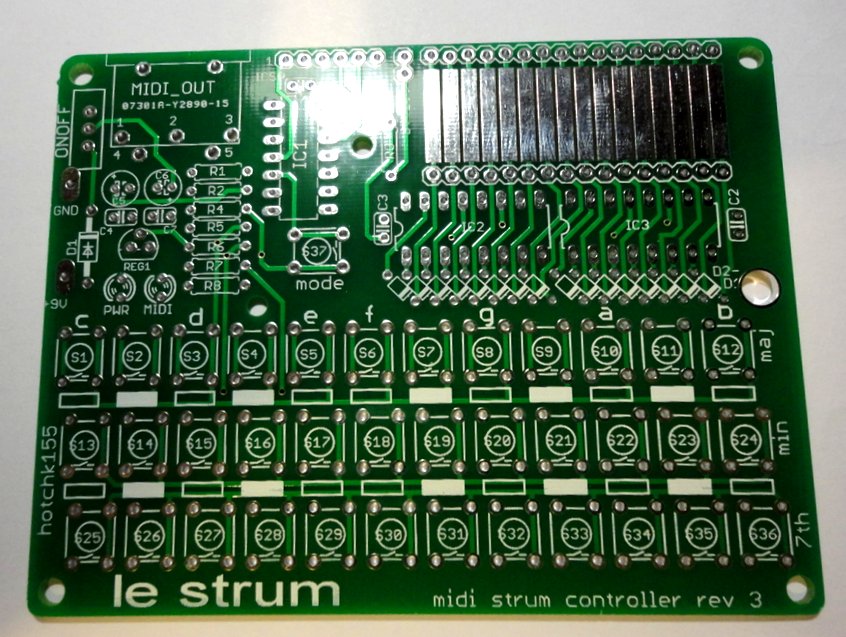 MIDI_OUT
07301A-Y2890-15
1 2 3
4 5
ONOFF
GND
D1
+9V
C5 C6
C4 C7
REG1
PWR MIDI
R1
R2
R4
R5
R6
R7
R8
1
IC1
S37
mode
C3
IC2
IC3
C2
D2-
c d e f g a b
S1 S2 S3 S4 S5 S6 S7 S8 S9 S10 S11 S12
maj
S13 S14 S15 S16 S17 S18 S19 S20 S21 S22 S23 S24
min
S25 S26 S27 S28 S29 S30 S31 S32 S33 S34 S35 S36
7th
hotchk155
le strum
midi strum controller rev 3